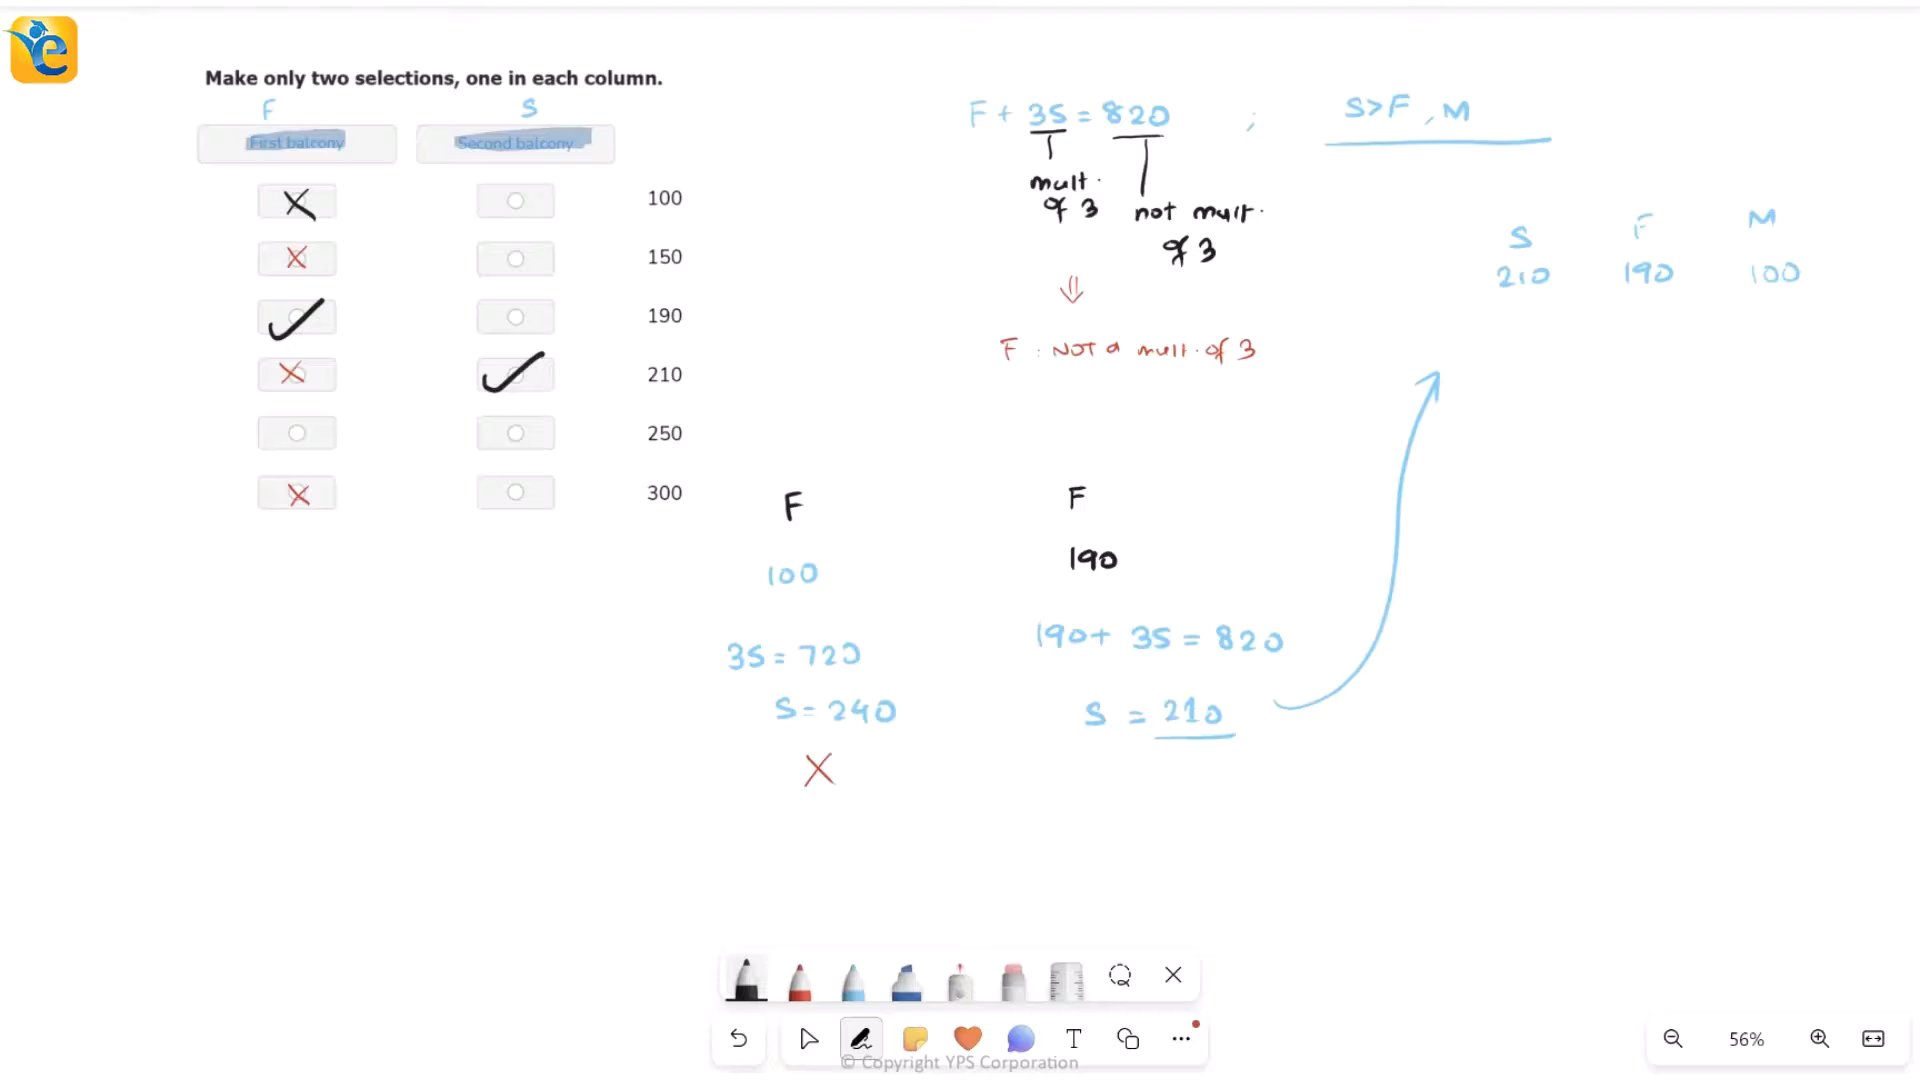 e
Make only two selections, one in each column.
F S
First balcony Second balcony
100
150
190
210
250
300
F + 3S = 820 ; S>F, M
mult. of 3
not mult. of 3
⇓
F : NOT a mult. of 3
S F M
210 190 100
F
100
3S = 720
S = 240
X
F
190
190 + 3S = 820
S = 210
56%
© Copyright YPS Corporation